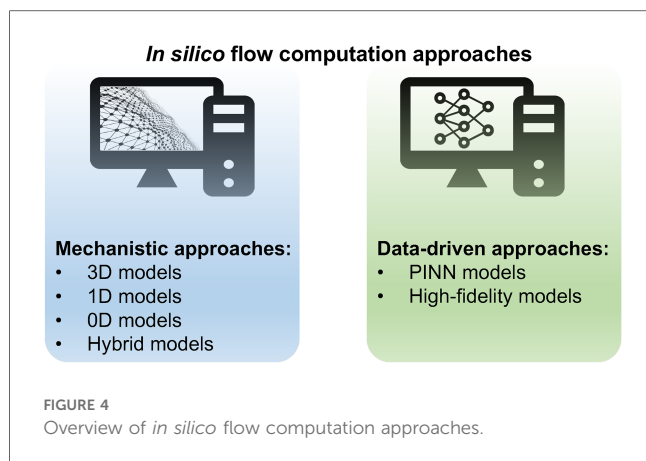 In silico flow computation approaches
Mechanistic approaches:
• 3D models
• 1D models
• 0D models
• Hybrid models
Data-driven approaches:
• PINN models
• High-fidelity models
FIGURE 4
Overview of in silico flow computation approaches.